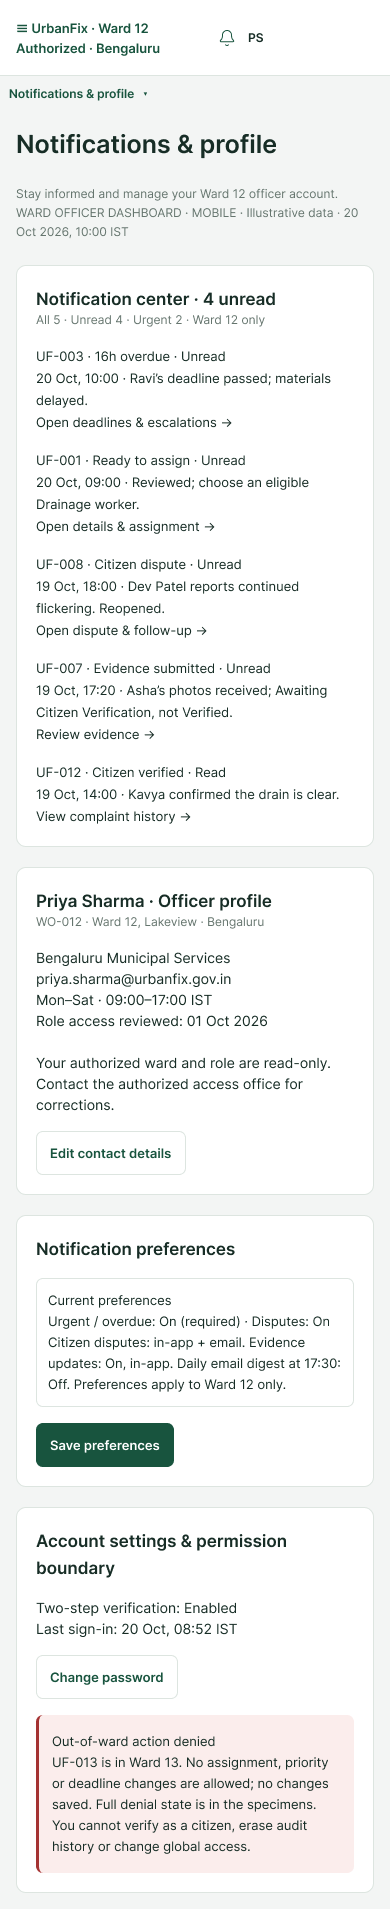 ≡ UrbanFix · Ward 12
Authorized · Bengaluru
PS
Notifications & profile
Notifications & profile
Stay informed and manage your Ward 12 officer account.
WARD OFFICER DASHBOARD · MOBILE · Illustrative data · 20
Oct 2026, 10:00 IST
Notification center · 4 unread
All 5 · Unread 4 · Urgent 2 · Ward 12 only
UF-003 · 16h overdue · Unread
20 Oct, 10:00 · Ravi’s deadline passed; materials
delayed.
Open deadlines & escalations →
UF-001 · Ready to assign · Unread
20 Oct, 09:00 · Reviewed; choose an eligible
Drainage worker.
Open details & assignment →
UF-008 · Citizen dispute · Unread
19 Oct, 18:00 · Dev Patel reports continued
flickering. Reopened.
Open dispute & follow-up →
UF-007 · Evidence submitted · Unread
19 Oct, 17:20 · Asha’s photos received; Awaiting
Citizen Verification, not Verified.
Review evidence →
UF-012 · Citizen verified · Read
19 Oct, 14:00 · Kavya confirmed the drain is clear.
View complaint history →
Priya Sharma · Officer profile
WO-012 · Ward 12, Lakeview · Bengaluru
Bengaluru Municipal Services
priya.sharma@urbanfix.gov.in
Mon–Sat · 09:00–17:00 IST
Role access reviewed: 01 Oct 2026
Your authorized ward and role are read-only.
Contact the authorized access office for
corrections.
Edit contact details
Notification preferences
Current preferences
Urgent / overdue: On (required) · Disputes: On
Citizen disputes: in-app + email. Evidence
updates: On, in-app. Daily email digest at 17:30:
Off. Preferences apply to Ward 12 only.
Save preferences
Account settings & permission
boundary
Two-step verification: Enabled
Last sign-in: 20 Oct, 08:52 IST
Change password
Out-of-ward action denied
UF-013 is in Ward 13. No assignment, priority
or deadline changes are allowed; no changes
saved. Full denial state is in the specimens.
You cannot verify as a citizen, erase audit
history or change global access.